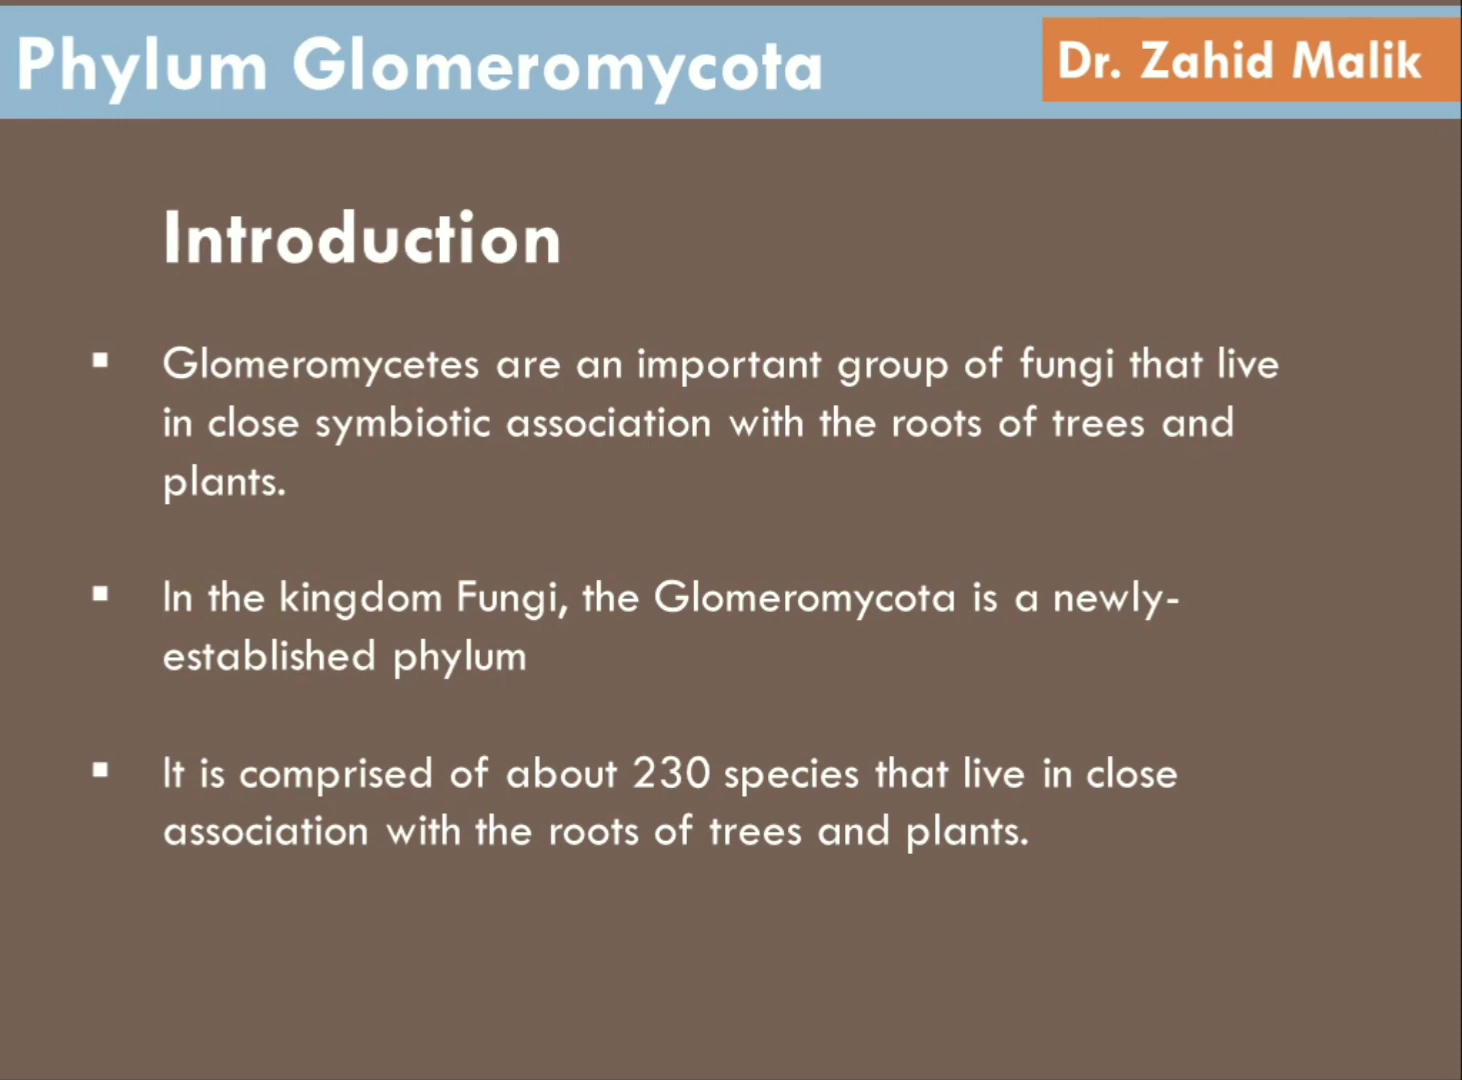 Phylum Glomeromycota
Dr. Zahid Malik
Introduction
▪ Glomeromycetes are an important group of fungi that live
in close symbiotic association with the roots of trees and
plants.
▪ In the kingdom Fungi, the Glomeromycota is a newly-
established phylum
▪ It is comprised of about 230 species that live in close
association with the roots of trees and plants.